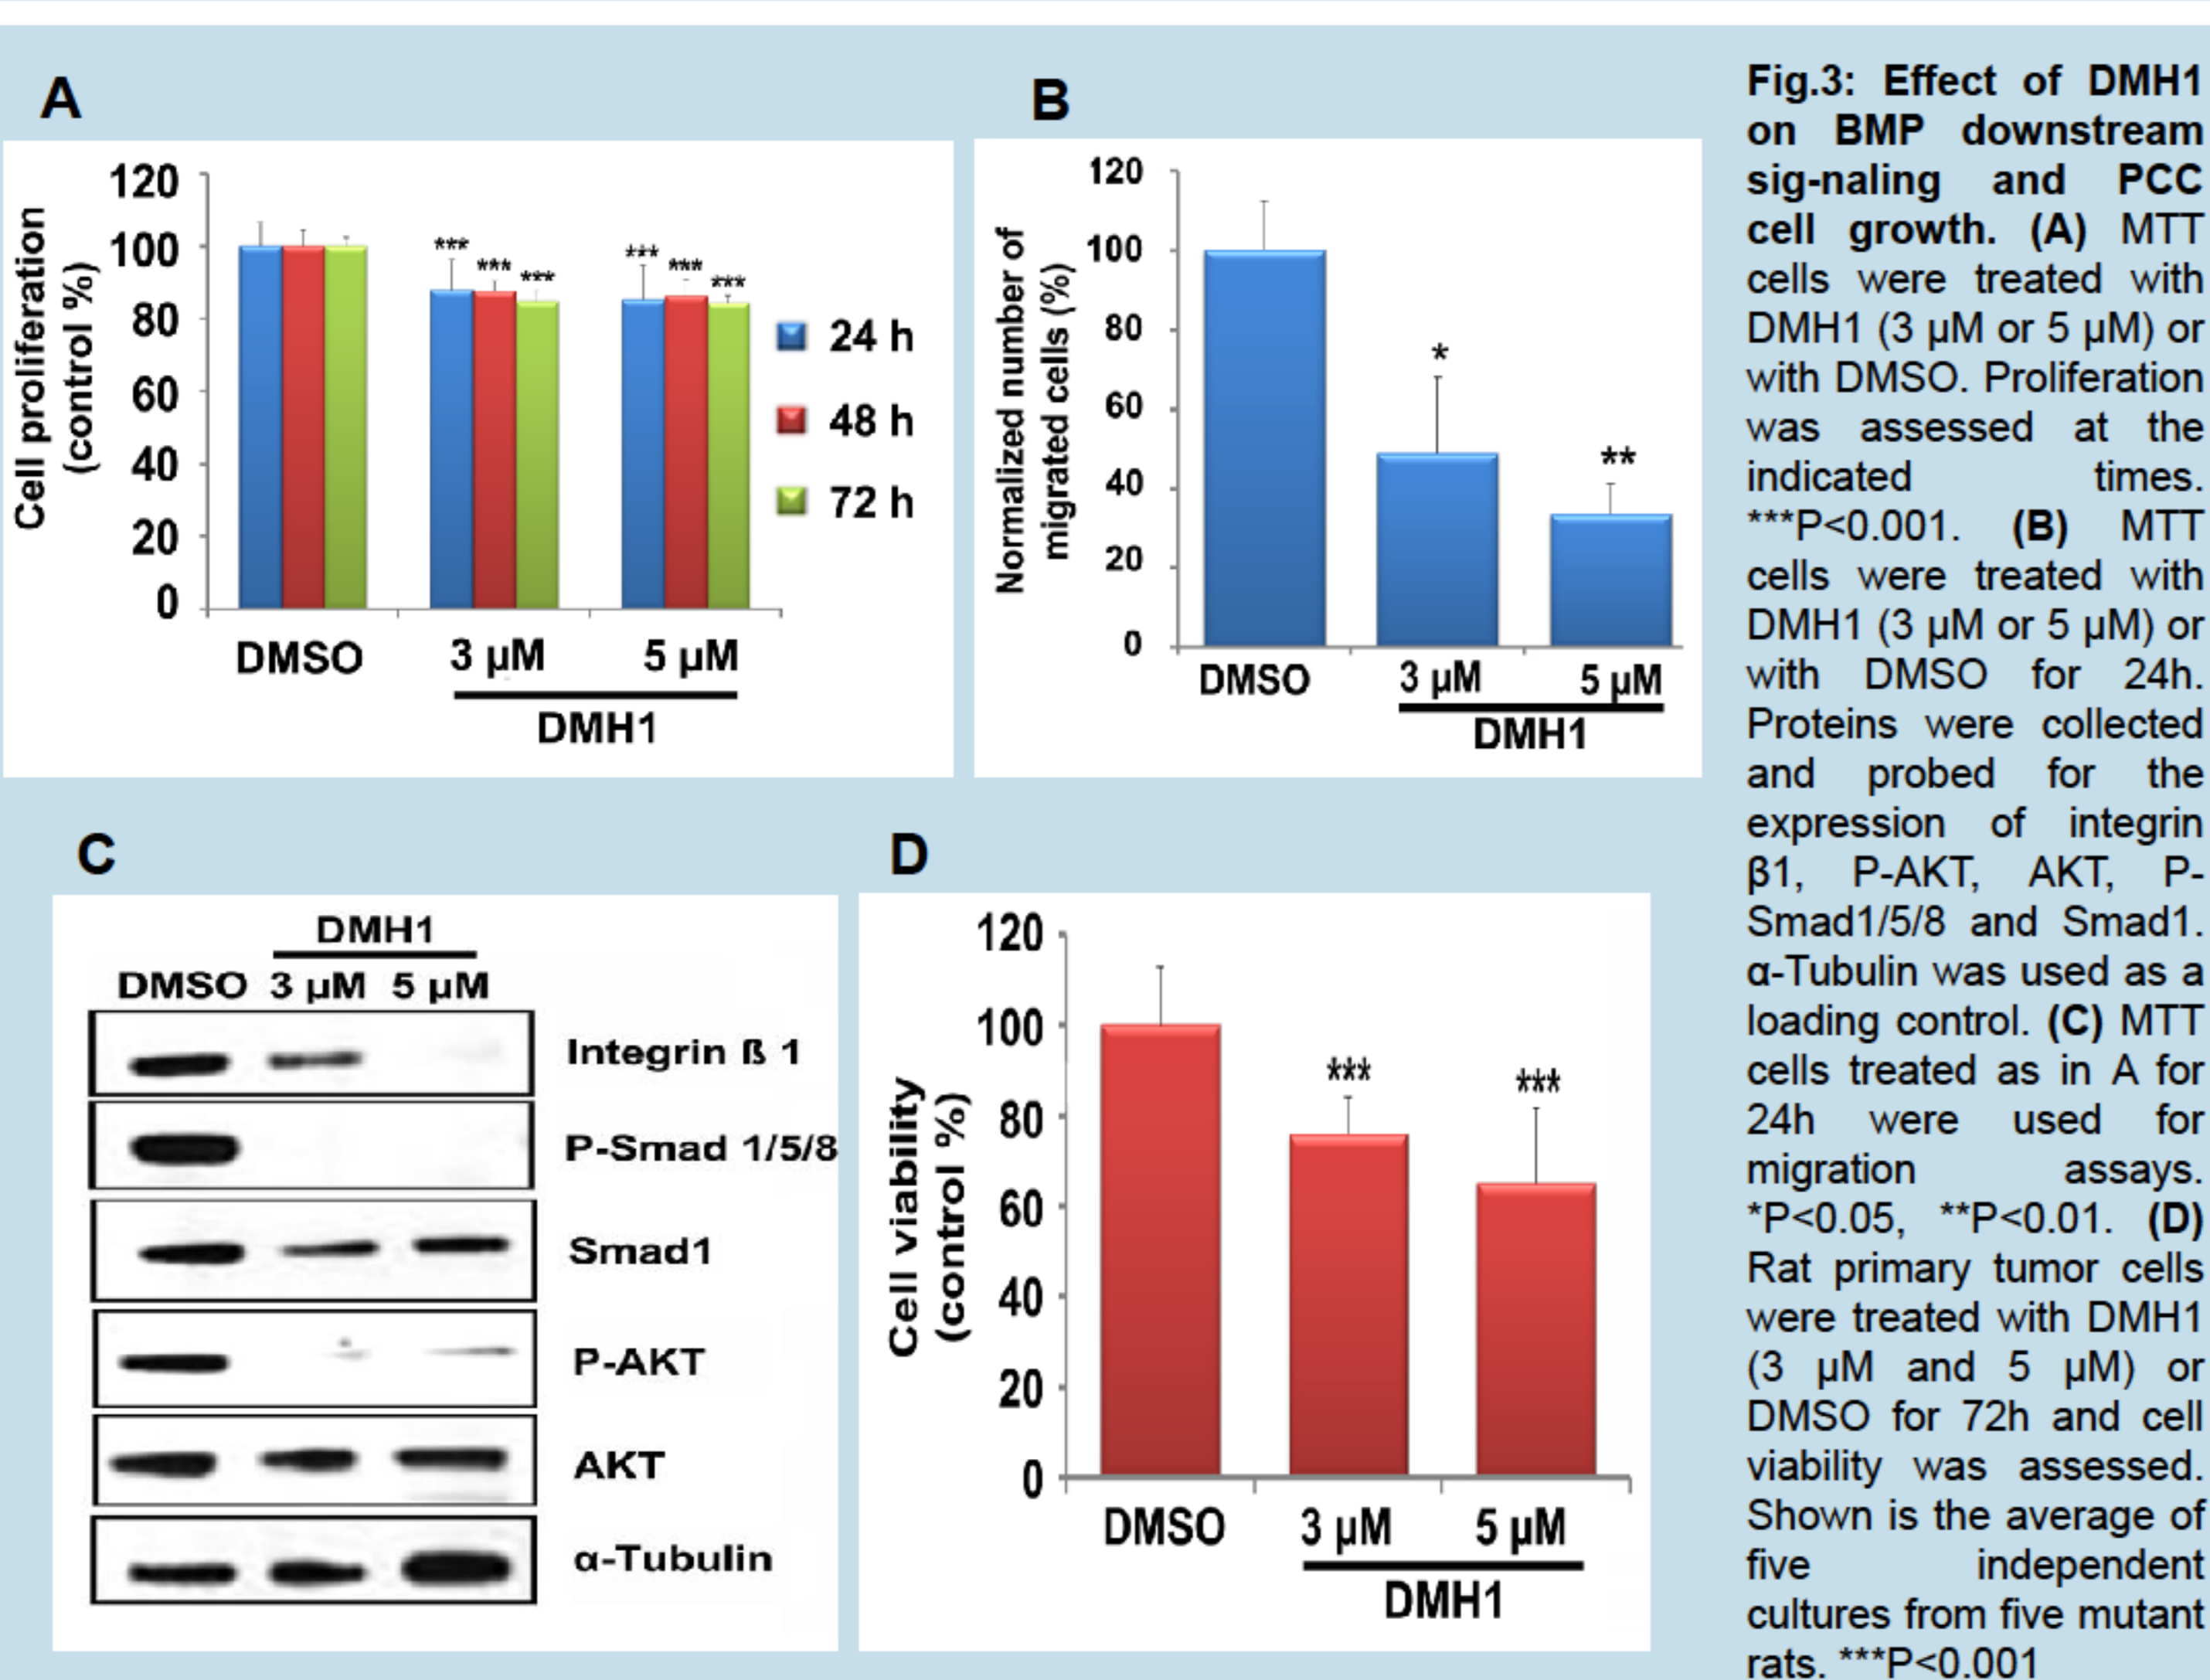 A
120
100
80
60
40
20
0
Cell proliferation
(control %)
***
***
***
***
***
***
24 h
48 h
72 h
DMSO
3 µM
5 µM
DMH1
B
120
100
80
60
40
20
0
Normalized number of
migrated cells (%)
*
**
DMSO
3 µM
5 µM
DMH1
C
DMH1
DMSO 3 µM 5 µM
Integrin ß 1
P-Smad 1/5/8
Smad1
P-AKT
AKT
α-Tubulin
D
120
100
80
60
40
20
0
Cell viability
(control %)
***
***
DMSO
3 µM
5 µM
DMH1
Fig.3: Effect of DMH1
on BMP downstream
sig-naling and PCC
cell growth. (A) MTT
cells were treated with
DMH1 (3 µM or 5 µM) or
with DMSO. Proliferation
was assessed at the
indicated times.
***P<0.001. (B) MTT
cells were treated with
DMH1 (3 µM or 5 µM) or
with DMSO for 24h.
Proteins were collected
and probed for the
expression of integrin
β1, P-AKT, AKT, P-
Smad1/5/8 and Smad1.
α-Tubulin was used as a
loading control. (C) MTT
cells treated as in A for
24h were used for
migration assays.
*P<0.05, **P<0.01. (D)
Rat primary tumor cells
were treated with DMH1
(3 µM and 5 µM) or
DMSO for 72h and cell
viability was assessed.
Shown is the average of
five independent
cultures from five mutant
rats. ***P<0.001